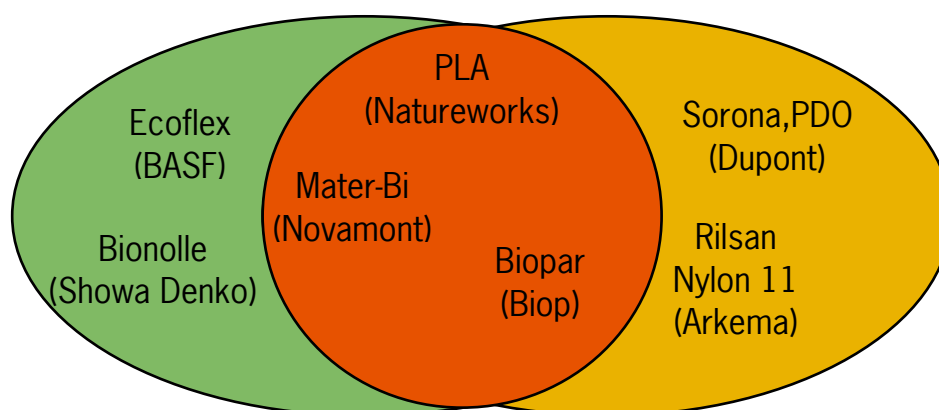 PLA
(Natureworks)
Ecoflex
(BASF)
Sorona,PDO
(Dupont)
Mater-Bi
(Novamont)
Bionolle
(Showa Denko)
Biopar
(Biop)
Rilsan
Nylon 11
(Arkema)